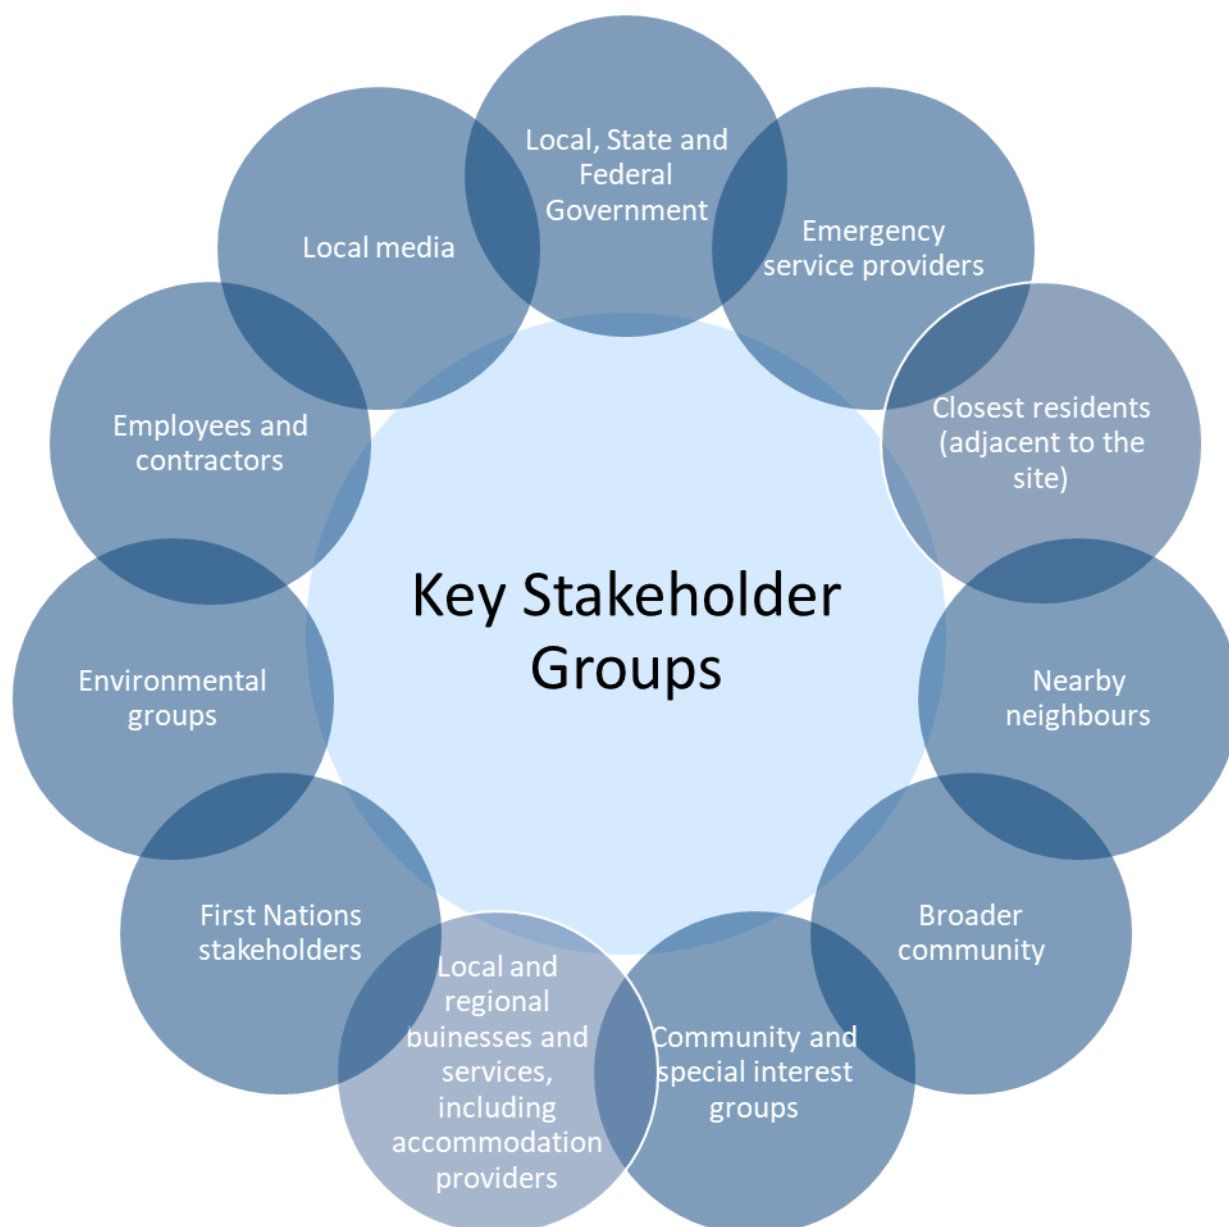 Local, State and
Federal
Government
Emergency
service providers
Closest residents
(adjacent to the
site)
Nearby
neighbours
Broader
community
Community and
special interest
groups
Local and
regional
buinesses and
services,
including
accommodation
providers
First Nations
stakeholders
Environmental
groups
Employees and
contractors
Local media
Key Stakeholder
Groups